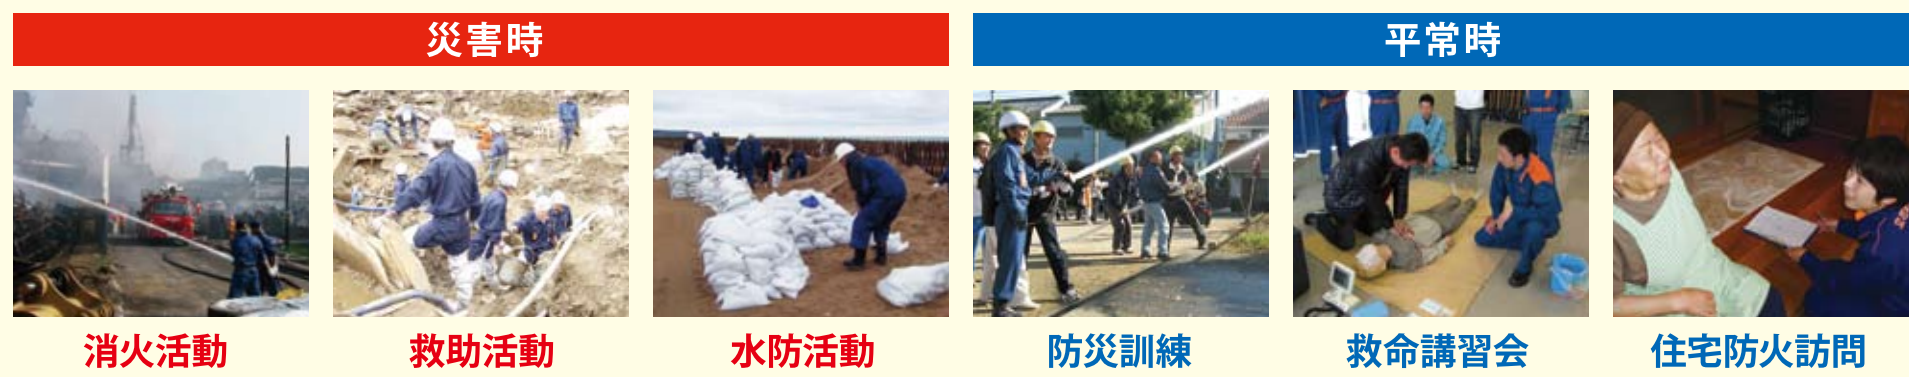 災害時
平常時
消火活動
救助活動
水防活動
防災訓練
救命講習会
住宅防火訪問